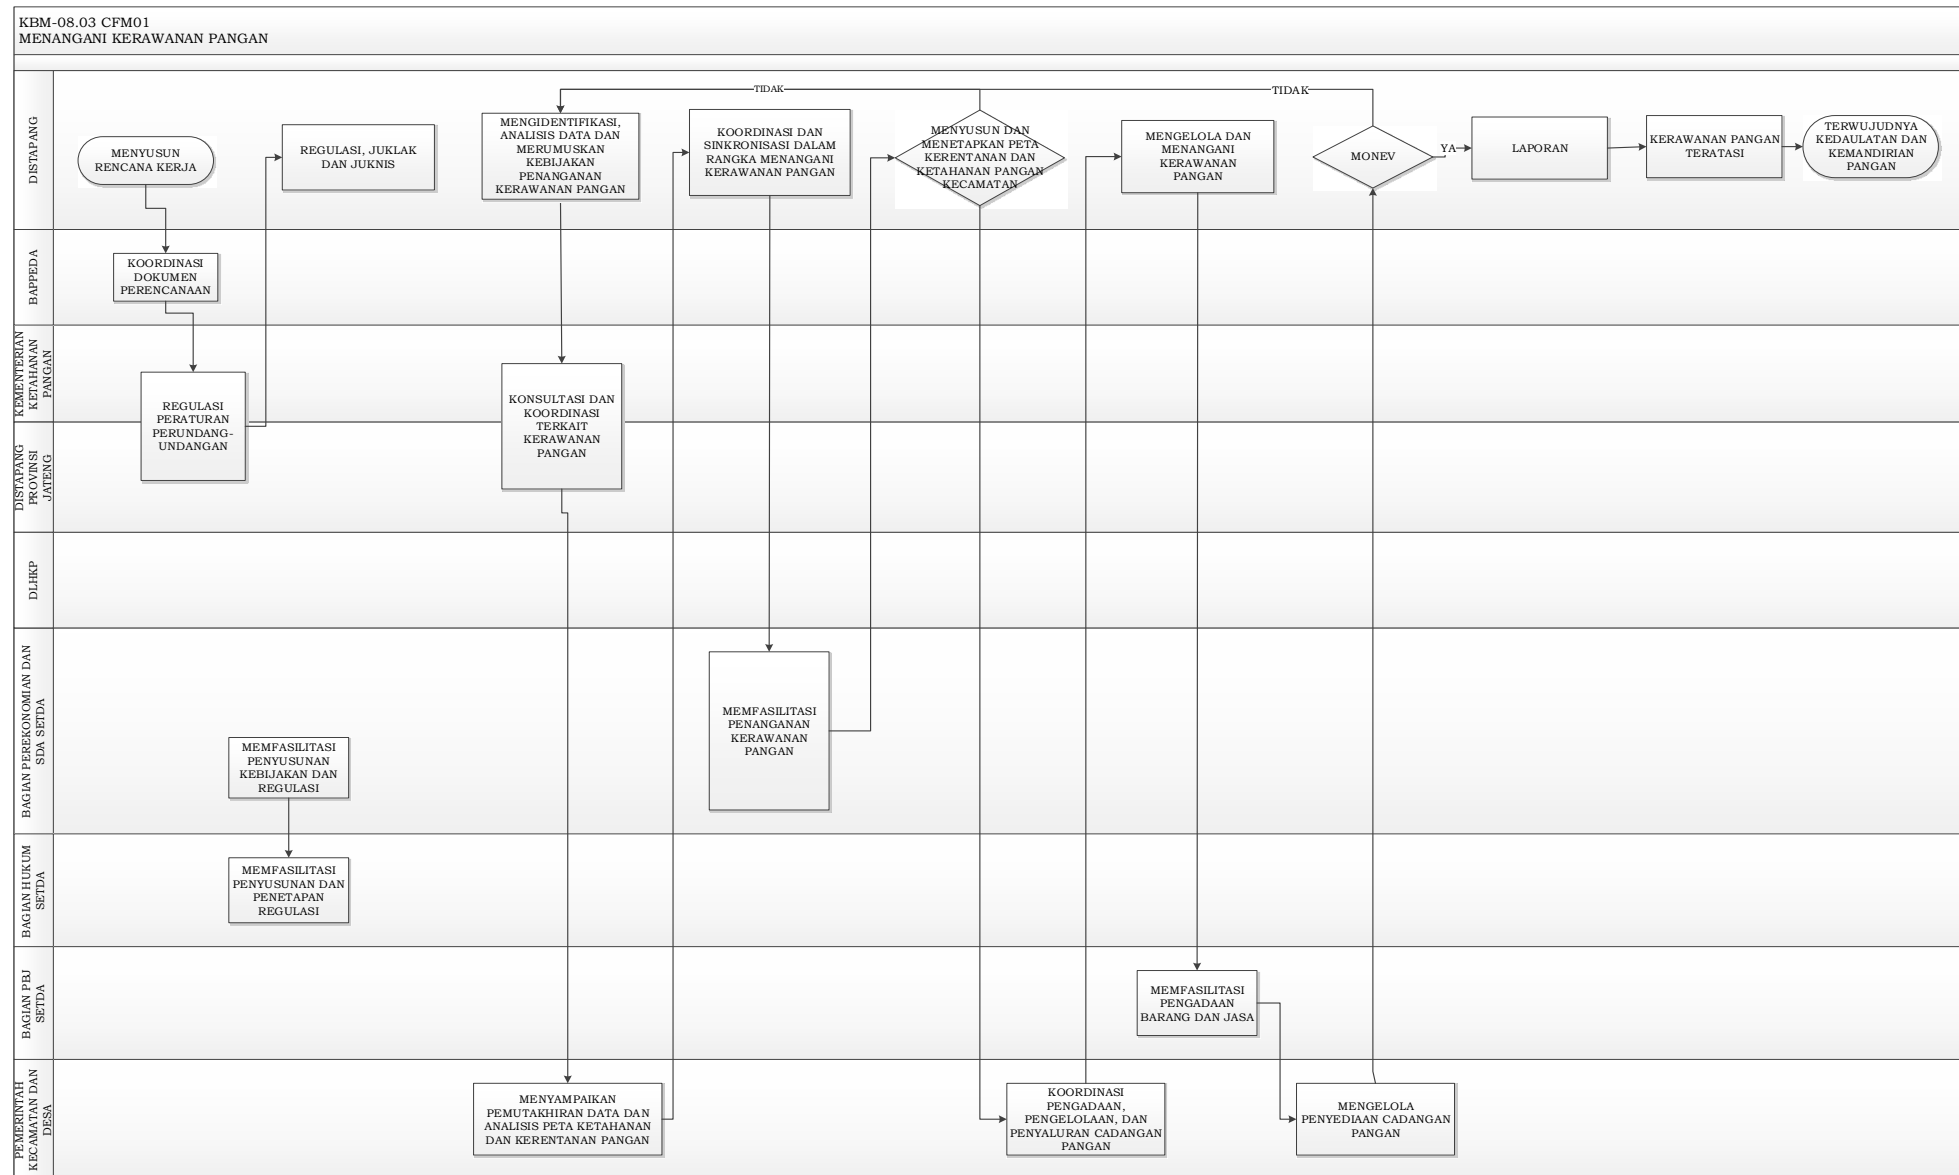 KBM-08.03 CFM01
MENANGANI KERAWANAN PANGAN
DISTAPANG
MENYUSUN
RENCANA KERJA
REGULASI, JUKLAK
DAN JUKNIS
MENGIDENTIFIKASI,
ANALISIS DATA DAN
MERUMUSKAN
KEBIJAKAN
PENANGANAN
KERAWANAN PANGAN
TIDAK
KOORDINASI DAN
SINKRONISASI DALAM
RANGKA MENANGANI
KERAWANAN PANGAN
MENYUSUN DAN
MENETAPKAN PETA
KERENTANAN DAN
KETAHANAN PANGAN
KECAMATAN
MENGELOLA DAN
MENANGANI
KERAWANAN
PANGAN
TIDAK
MONEV
YA
LAPORAN
KERAWANAN PANGAN
TERATASI
TERWUJUDNYA
KEDAULATAN DAN
KEMANDIRIAN
PANGAN
BAPPEDA
KOORDINASI
DOKUMEN
PERENCANAAN
KEMENTERIAN
KETAHANAN
PANGAN
REGULASI
PERATURAN
PERUNDANG-
UNDANGAN
KONSULTASI DAN
KOORDINASI
TERKAIT
KERAWANAN
PANGAN
DISTAPANG
PROVINSI
JATENG
DLHKP
BAGIAN PEREKONOMIAN DAN
SDA SETDA
MEMFASILITASI
PENYUSUNAN
KEBIJAKAN DAN
REGULASI
MEMFASILITASI
PENANGANAN
KERAWANAN
PANGAN
BAGIAN HUKUM
SETDA
MEMFASILITASI
PENYUSUNAN DAN
PENETAPAN
REGULASI
BAGIAN PBJ
SETDA
MEMFASILITASI
PENGADAAN
BARANG DAN JASA
PEMERINTAH
KECAMATAN DAN
DESA
MENYAMPAIKAN
PEMUTAKHIRAN DATA DAN
ANALISIS PETA KETAHANAN
DAN KERENTANAN PANGAN
KOORDINASI
PENGADAAN,
PENGELOLAAN, DAN
PENYALURAN CADANGAN
PANGAN
MENGELOLA
PENYEDIAAN CADANGAN
PANGAN